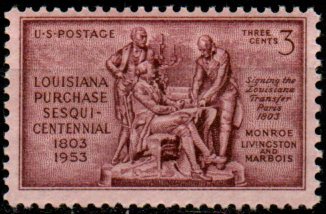 U·S·POSTAGE
THREE CENTS 3
LOUISIANA
PURCHASE
SESQUI-
CENTENNIAL
1803
1953
Signing the
Louisiana
Transfer
Paris
1803
MONROE
LIVINGSTON
AND
MARBOIS